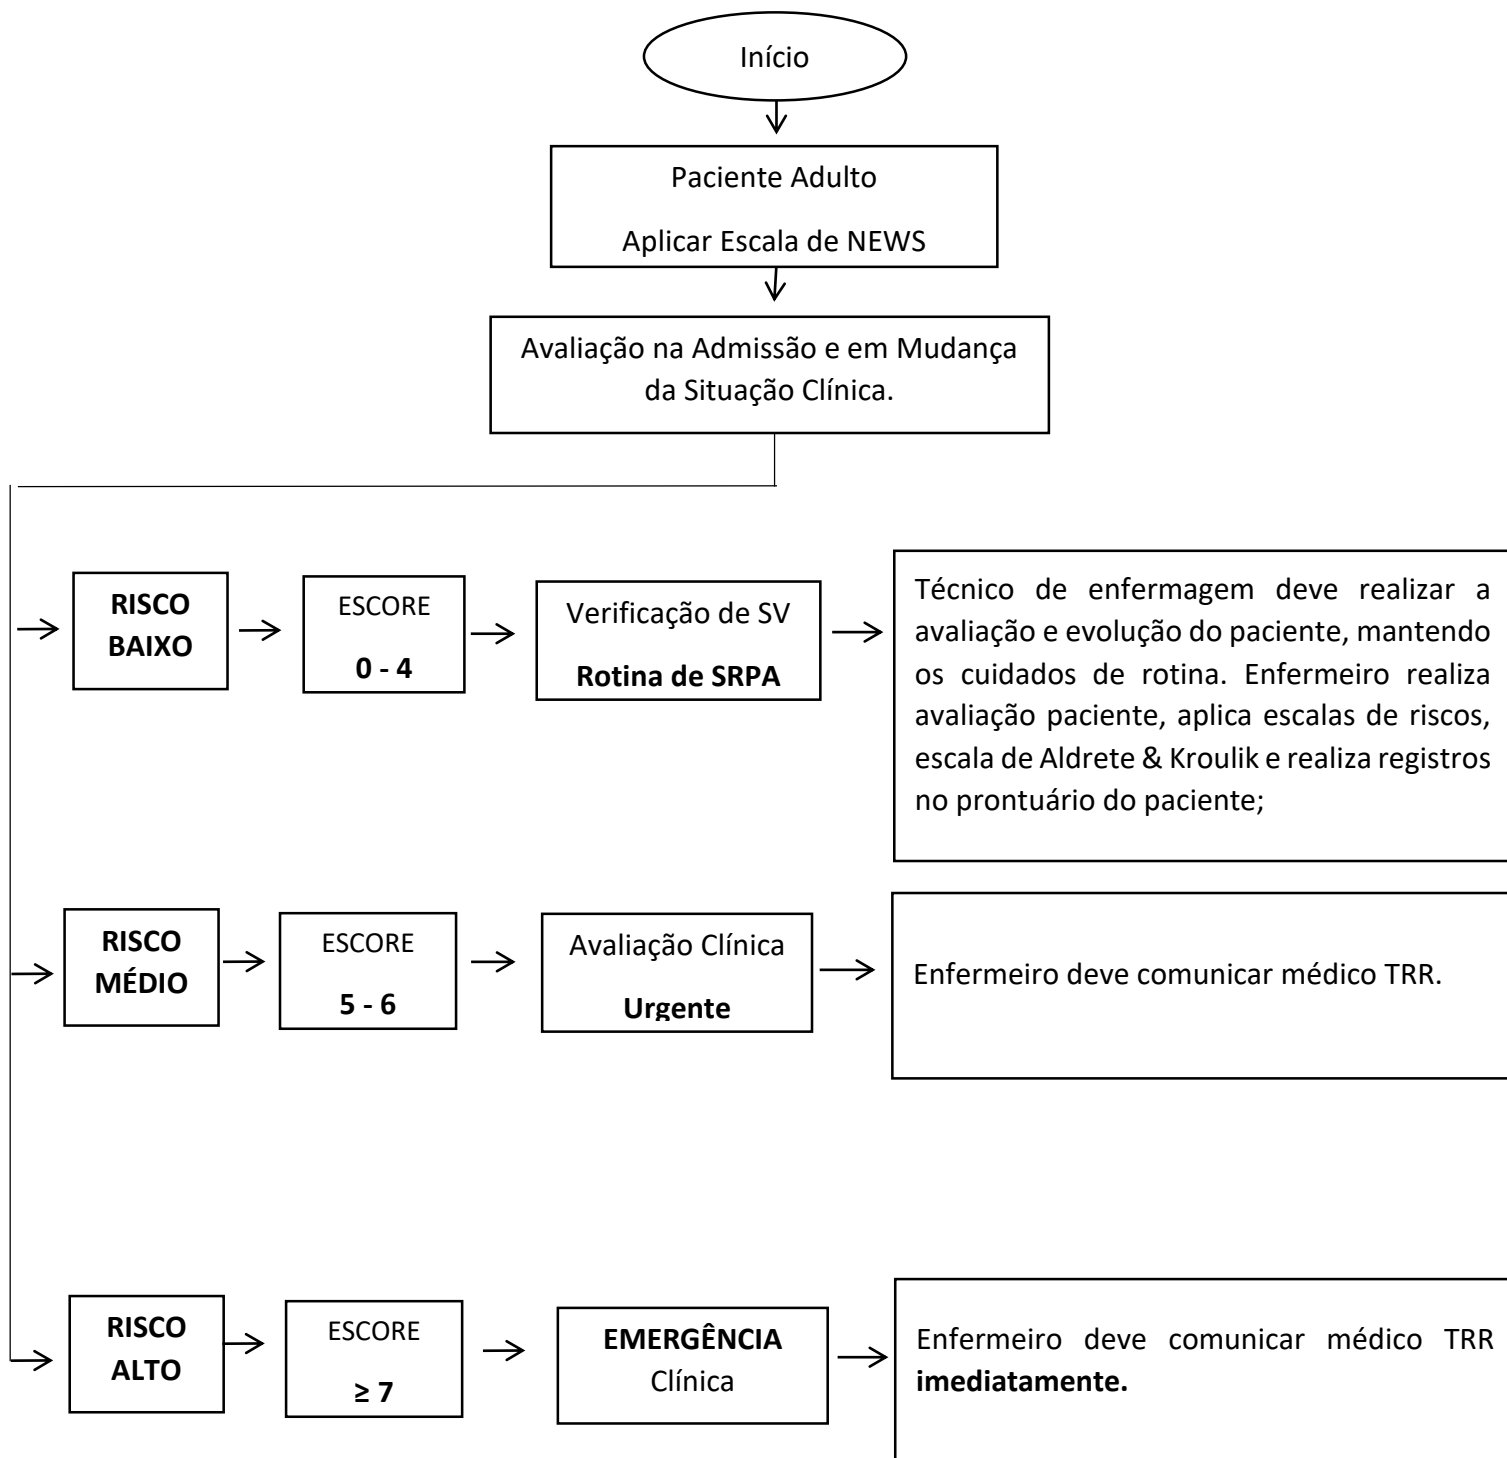 Início
Paciente Adulto
Aplicar Escala de NEWS
Avaliação na Admissão e em Mudança
da Situação Clínica.
RISCO
BAIXO
ESCORE
0 - 4
Verificação de SV
Rotina de SRPA
Técnico de enfermagem deve realizar a
avaliação e evolução do paciente, mantendo
os cuidados de rotina. Enfermeiro realiza
avaliação paciente, aplica escalas de riscos,
escala de Aldrete & Kroulik e realiza registros
no prontuário do paciente;
RISCO
MÉDIO
ESCORE
5 - 6
Avaliação Clínica
Urgente
Enfermeiro deve comunicar médico TRR.
RISCO
ALTO
ESCORE
≥ 7
EMERGÊNCIA
Clínica
Enfermeiro deve comunicar médico TRR
imediatamente.